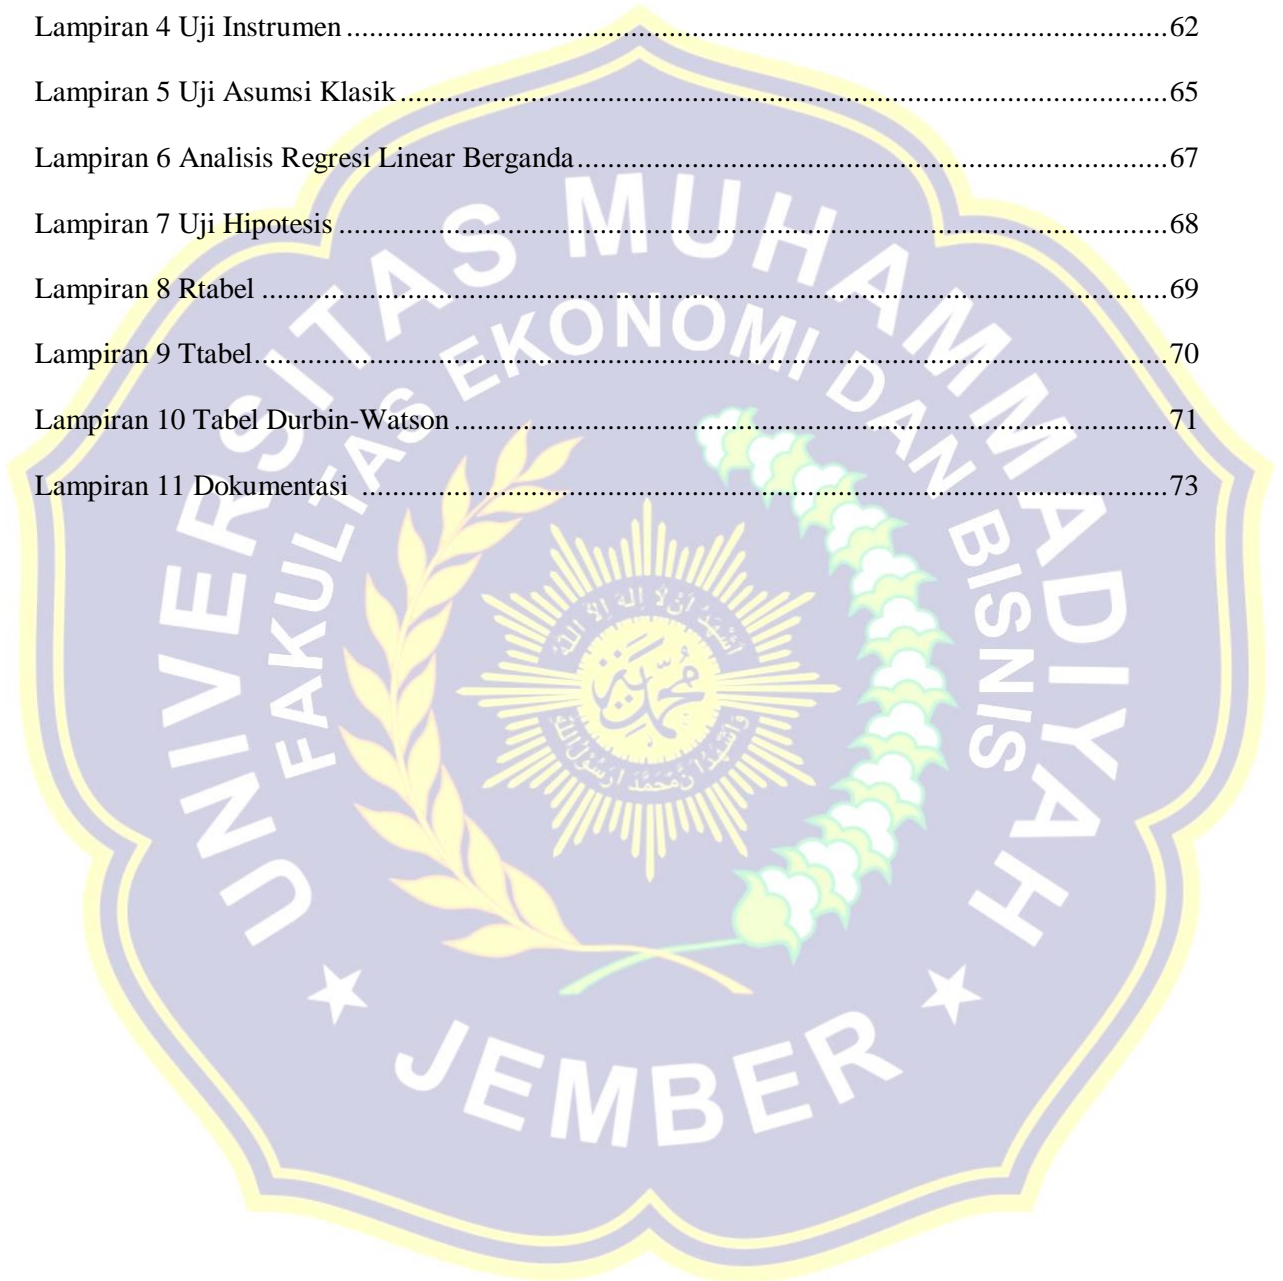 Lampiran 4 Uji Instrumen ........................................................................................................ 62
Lampiran 5 Uji Asumsi Klasik ................................................................................................ 65
Lampiran 6 Analisis Regresi Linear Berganda ........................................................................ 67
Lampiran 7 Uji Hipotesis ......................................................................................................... 68
Lampiran 8 Rtabel ................................................................................................................... 69
Lampiran 9 Ttabel .................................................................................................................... 70
Lampiran 10 Tabel Durbin-Watson ......................................................................................... 71
Lampiran 11 Dokumentasi ...................................................................................................... 73
UNIVERSITAS MUHAMMADIYAH
FAKULTAS EKONOMI DAN BISNIS
JEMBER